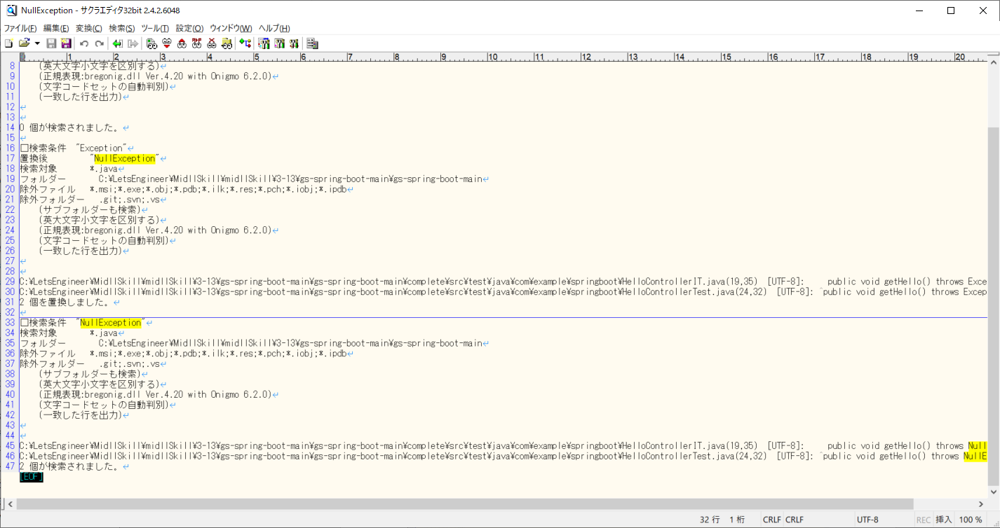 NullException - サクラエディタ32bit 2.4.2.6048
ファイル(F) 編集(E) 変換(C) 検索(S) ツール(T) 設定(O) ウィンドウ(W) ヘルプ(H)
0 1 2 3 4 5 6 7 8 9 10 11 12 13 14 15 16 17 18 19 20
8 (英大文字小文字を区別する)↵
9 (正規表現:bregonig.dll Ver.4.20 with Onigmo 6.2.0)↵
10 (文字コードセットの自動判別)↵
11 (一致した行を出力)↵
12 ↵
13 ↵
14 0 個が検索されました。↵
15 ↵
16 □検索条件 "Exception"↵
17 置換後 "NullException"↵
18 検索対象 *.java↵
19 フォルダー C:¥LetsEngineer¥MidllSkill¥midllSkill¥3-13¥gs-spring-boot-main¥gs-spring-boot-main↵
20 除外ファイル *.msi;*.exe;*.obj;*.pdb;*.ilk;*.res;*.pch;*.iobj;*.ipdb↵
21 除外フォルダー .git;.svn;.vs↵
22 (サブフォルダーも検索)↵
23 (英大文字小文字を区別する)↵
24 (正規表現:bregonig.dll Ver.4.20 with Onigmo 6.2.0)↵
25 (文字コードセットの自動判別)↵
26 (一致した行を出力)↵
27 ↵
28 ↵
29 C:¥LetsEngineer¥MidllSkill¥midllSkill¥3-13¥gs-spring-boot-main¥gs-spring-boot-main¥complete¥src¥test¥java¥com¥example¥springboot¥HelloControllerIT.java(19,35) [UTF-8]: public void getHello() throws Exce
30 C:¥LetsEngineer¥MidllSkill¥midllSkill¥3-13¥gs-spring-boot-main¥gs-spring-boot-main¥complete¥src¥test¥java¥com¥example¥springboot¥HelloControllerTest.java(24,32) [UTF-8]: ^public void getHello() throws Excep
31 2 個を置換しました。↵
32 ↵
33 □検索条件 "NullException"↵
34 検索対象 *.java↵
35 フォルダー C:¥LetsEngineer¥MidllSkill¥midllSkill¥3-13¥gs-spring-boot-main¥gs-spring-boot-main↵
36 除外ファイル *.msi;*.exe;*.obj;*.pdb;*.ilk;*.res;*.pch;*.iobj;*.ipdb↵
37 除外フォルダー .git;.svn;.vs↵
38 (サブフォルダーも検索)↵
39 (英大文字小文字を区別する)↵
40 (正規表現:bregonig.dll Ver.4.20 with Onigmo 6.2.0)↵
41 (文字コードセットの自動判別)↵
42 (一致した行を出力)↵
43 ↵
44 ↵
45 C:¥LetsEngineer¥MidllSkill¥midllSkill¥3-13¥gs-spring-boot-main¥gs-spring-boot-main¥complete¥src¥test¥java¥com¥example¥springboot¥HelloControllerIT.java(19,35) [UTF-8]: public void getHello() throws Null
46 C:¥LetsEngineer¥MidllSkill¥midllSkill¥3-13¥gs-spring-boot-main¥gs-spring-boot-main¥complete¥src¥test¥java¥com¥example¥springboot¥HelloControllerTest.java(24,32) [UTF-8]: ^public void getHello() throws NullE
47 2 個が検索されました。↵
[EOF]
32 行 1 桁 CRLF CRLF UTF-8 REC 挿入 100 %